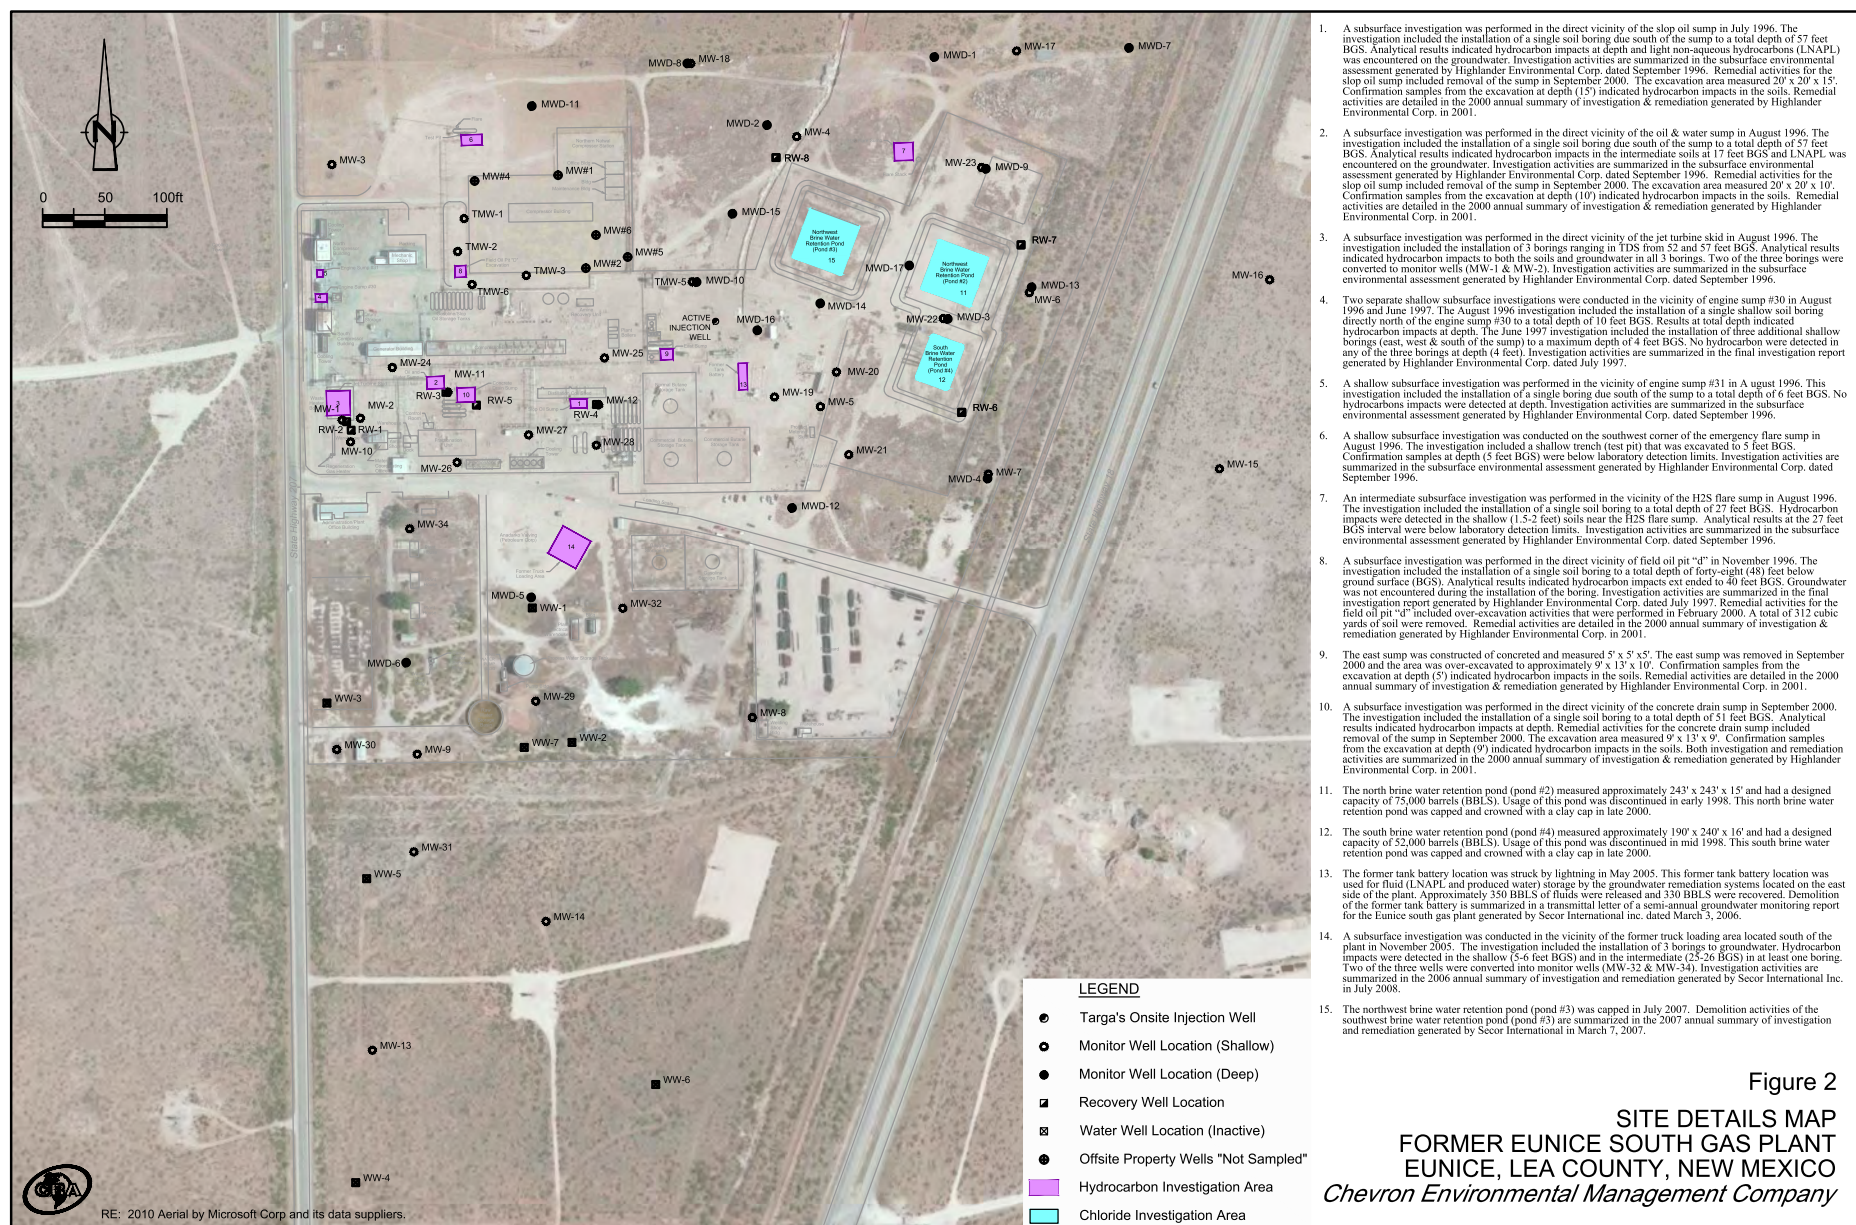 N
0
50
100ft
MWD-8
MW-18
MWD-1
MW-17
MWD-7
MWD-11
MWD-2
MW-4
RW-8
MW-3
6
7
MW-23
MWD-9
MW#4
MW#1
TMW-1
MWD-15
MW#6
TMW-2
MW#5
MW#2
8
TMW-3
TMW-6
TMW-5
MWD-10
Northwest
Brine Water
Retention Pond
(Pond #3)
15
MWD-17
Northwest
Brine Water
Retention Pond
(Pond #2)
11
RW-7
MWD-13
MW-6
MW-16
4
ACTIVE
INJECTION
WELL
MWD-16
MWD-14
MW-22
MWD-3
South
Brine Water
Retention
Pond
(Pond #4)
12
MW-24
MW-25
9
13
MW-20
MW-19
MW-5
RW-6
2
MW-11
RW-3
10
RW-5
1
MW-12
RW-4
3
MW-1
MW-2
RW-2
RW-1
MW-10
MW-27
MW-28
MW-26
MW-21
MWD-4
MW-7
MW-15
MWD-12
MW-34
14
MWD-5
WW-1
MW-32
MWD-6
WW-3
MW-29
MW-8
MW-30
MW-9
WW-7
WW-2
MW-31
WW-5
MW-14
MW-13
WW-6
WW-4
RE: 2010 Aerial by Microsoft Corp and its data suppliers.
LEGEND
Targa's Onsite Injection Well
Monitor Well Location (Shallow)
Monitor Well Location (Deep)
Recovery Well Location
Water Well Location (Inactive)
Offsite Property Wells "Not Sampled"
Hydrocarbon Investigation Area
Chloride Investigation Area
1. A subsurface investigation was performed in the direct vicinity of the slop oil sump in July 1996. The
investigation included the installation of a single soil boring due south of the sump to a total depth of 57 feet
BGS. Analytical results indicated hydrocarbon impacts at depth and light non-aqueous hydrocarbons (LNAPL)
was encountered on the groundwater. Investigation activities are summarized in the subsurface environmental
assessment generated by Highlander Environmental Corp. dated September 1996. Remedial activities for the
slop oil sump included removal of the sump in September 2000. The excavation area measured 20' x 20' x 15'.
Confirmation samples from the excavation at depth (15') indicated hydrocarbon impacts in the soils. Remedial
activities are detailed in the 2000 annual summary of investigation & remediation generated by Highlander
Environmental Corp. in 2001.
2. A subsurface investigation was performed in the direct vicinity of the oil & water sump in August 1996. The
investigation included the installation of a single soil boring due south of the sump to a total depth of 57 feet
BGS. Analytical results indicated hydrocarbon impacts in the intermediate soils at 17 feet BGS and LNAPL was
encountered on the groundwater. Investigation activities are summarized in the subsurface environmental
assessment generated by Highlander Environmental Corp. dated September 1996. Remedial activities for the
slop oil sump included removal of the sump in September 2000. The excavation area measured 20' x 20' x 10'.
Confirmation samples from the excavation at depth (10') indicated hydrocarbon impacts in the soils. Remedial
activities are detailed in the 2000 annual summary of investigation & remediation generated by Highlander
Environmental Corp. in 2001.
3. A subsurface investigation was performed in the direct vicinity of the jet turbine skid in August 1996. The
investigation included the installation of 3 borings ranging in TDS from 52 and 57 feet BGS. Analytical results
indicated hydrocarbon impacts to both the soils and groundwater in all 3 borings. Two of the three borings were
converted to monitor wells (MW-1 & MW-2). Investigation activities are summarized in the subsurface
environmental assessment generated by Highlander Environmental Corp. dated September 1996.
4. Two separate shallow subsurface investigations were conducted in the vicinity of engine sump #30 in August
1996 and June 1997. The August 1996 investigation included the installation of a single shallow soil boring
directly north of the engine sump #30 to a total depth of 10 feet BGS. Results at total depth indicated
hydrocarbon impacts at depth. The June 1997 investigation included the installation of three additional shallow
borings (east, west & south of the sump) to a maximum depth of 4 feet BGS. No hydrocarbon were detected in
any of the three borings at depth (4 feet). Investigation activities are summarized in the final investigation report
generated by Highlander Environmental Corp. dated July 1997.
5. A shallow subsurface investigation was performed in the vicinity of engine sump #31 in A ugust 1996. This
investigation included the installation of a single boring due south of the sump to a total depth of 6 feet BGS. No
hydrocarbons impacts were detected at depth. Investigation activities are summarized in the subsurface
environmental assessment generated by Highlander Environmental Corp. dated September 1996.
6. A shallow subsurface investigation was conducted on the southwest corner of the emergency flare sump in
August 1996. The investigation included a shallow trench (test pit) that was excavated to 5 feet BGS.
Confirmation samples at depth (5 feet BGS) were below laboratory detection limits. Investigation activities are
summarized in the subsurface environmental assessment generated by Highlander Environmental Corp. dated
September 1996.
7. An intermediate subsurface investigation was performed in the vicinity of the H2S flare sump in August 1996.
The investigation included the installation of a single soil boring to a total depth of 27 feet BGS. Hydrocarbon
impacts were detected in the shallow (1.5-2 feet) soils near the H2S flare sump. Analytical results at the 27 feet
BGS interval were below laboratory detection limits. Investigation activities are summarized in the subsurface
environmental assessment generated by Highlander Environmental Corp. dated September 1996.
8. A subsurface investigation was performed in the direct vicinity of field oil pit “d” in November 1996. The
investigation included the installation of a single soil boring to a total depth of forty-eight (48) feet below
ground surface (BGS). Analytical results indicated hydrocarbon impacts ext ended to 40 feet BGS. Groundwater
was not encountered during the installation of the boring. Investigation activities are summarized in the final
investigation report generated by Highlander Environmental Corp. dated July 1997. Remedial activities for the
field oil pit “d” included over-excavation activities that were performed in February 2000. A total of 312 cubic
yards of soil were removed. Remedial activities are detailed in the 2000 annual summary of investigation &
remediation generated by Highlander Environmental Corp. in 2001.
9. The east sump was constructed of concreted and measured 5' x 5' x5'. The east sump was removed in September
2000 and the area was over-excavated to approximately 9' x 13' x 10'. Confirmation samples from the
excavation at depth (5') indicated hydrocarbon impacts in the soils. Remedial activities are detailed in the 2000
annual summary of investigation & remediation generated by Highlander Environmental Corp. in 2001.
10. A subsurface investigation was performed in the direct vicinity of the concrete drain sump in September 2000.
The investigation included the installation of a single soil boring to a total depth of 51 feet BGS. Analytical
results indicated hydrocarbon impacts at depth. Remedial activities for the concrete drain sump included
removal of the sump in September 2000. The excavation area measured 9' x 13' x 9'. Confirmation samples
from the excavation at depth (9') indicated hydrocarbon impacts in the soils. Both investigation and remediation
activities are summarized in the 2000 annual summary of investigation & remediation generated by Highlander
Environmental Corp. in 2001.
11. The north brine water retention pond (pond #2) measured approximately 243' x 243' x 15' and had a designed
capacity of 75,000 barrels (BBLS). Usage of this pond was discontinued in early 1998. This north brine water
retention pond was capped and crowned with a clay cap in late 2000.
12. The south brine water retention pond (pond #4) measured approximately 190' x 240' x 16' and had a designed
capacity of 52,000 barrels (BBLS). Usage of this pond was discontinued in mid 1998. This south brine water
retention pond was capped and crowned with a clay cap in late 2000.
13. The former tank battery location was struck by lightning in May 2005. This former tank battery location was
used for fluid (LNAPL and produced water) storage by the groundwater remediation systems located on the east
side of the plant. Approximately 350 BBLS of fluids were released and 330 BBLS were recovered. Demolition
of the former tank battery is summarized in a transmittal letter of a semi-annual groundwater monitoring report
for the Eunice south gas plant generated by Secor International inc. dated March 3, 2006.
14. A subsurface investigation was conducted in the vicinity of the former truck loading area located south of the
plant in November 2005. The investigation included the installation of 3 borings to groundwater. Hydrocarbon
impacts were detected in the shallow (5-6 feet BGS) and in the intermediate (25-26 BGS) in at least one boring.
Two of the three wells were converted into monitor wells (MW-32 & MW-34). Investigation activities are
summarized in the 2006 annual summary of investigation and remediation generated by Secor International Inc.
in July 2008.
15. The northwest brine water retention pond (pond #3) was capped in July 2007. Demolition activities of the
southwest brine water retention pond (pond #3) are summarized in the 2007 annual summary of investigation
and remediation generated by Secor International in March 7, 2007.
Figure 2
SITE DETAILS MAP
FORMER EUNICE SOUTH GAS PLANT
EUNICE, LEA COUNTY, NEW MEXICO
Chevron Environmental Management Company